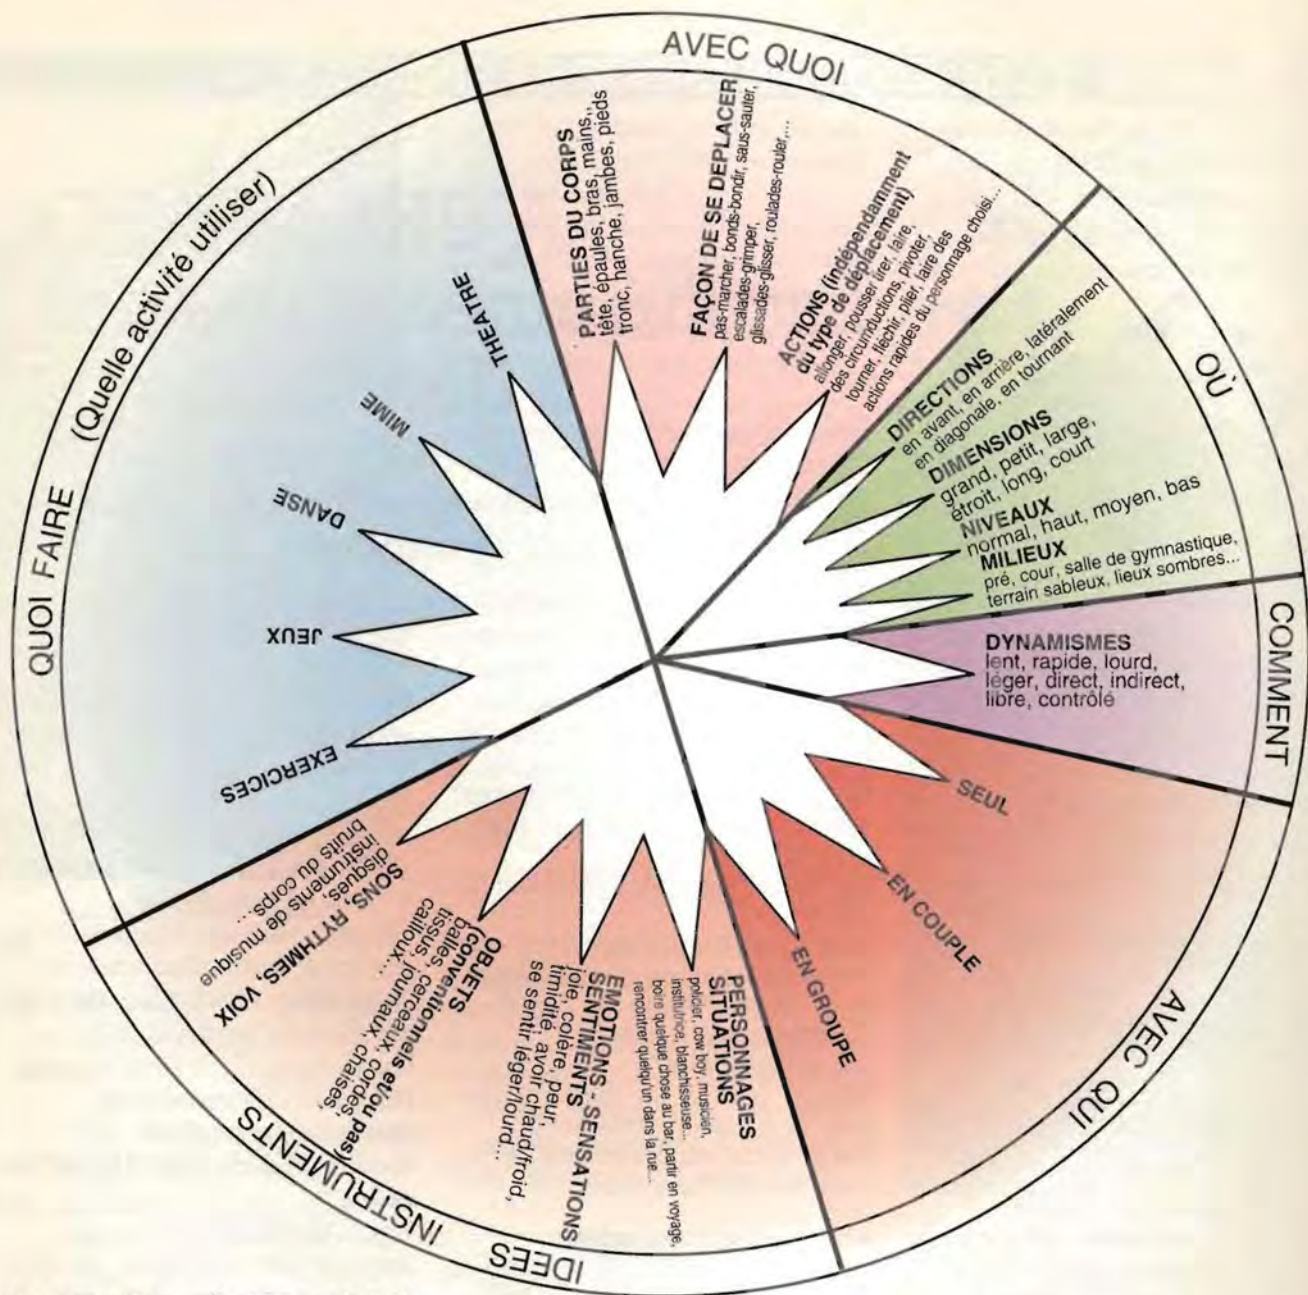 AVEC QUOI
PARTIES DU CORPS
tête, épaules, bras, mains,,
tronc, hanche, jambes, pieds
FAÇON DE SE DEPLACER
pas-marcher, bonds-bondir, saus-sauter,
escalades-grimper,
glissades-glisser, roulades-rouler,...
ACTIONS (indépendamment
du type de déplacement)
allonger, pousser tirer, faire,
des circumductions, pivoter,
tourner, fléchir, plier, faire des
actions rapides du personnage choisi...
OÙ
DIRECTIONS
en avant, en arrière, latéralement
en diagonale, en tournant
DIMENSIONS
grand, petit, large,
étroit, long, court
NIVEAUX
normal, haut, moyen, bas
MILIEUX
pré, cour, salle de gymnastique,
terrain sableux, lieux sombres...
COMMENT
DYNAMISMES
lent, rapide, lourd,
léger, direct, indirect,
libre, contrôlé
AVEC QUI
SEUL
EN COUPLE
EN GROUPE
IDEES INSTRUMENTS
PERSONNAGES
SITUATIONS
policier, cow boy, musicien,
institutrice, blanchisseuse...
boire quelque chose au bar, partir en voyage,
rencontrer quelqu'un dans la rue...
EMOTIONS - SENSATIONS
SENTIMENTS
joie, colère, peur,
timidité, avoir chaud/froid,
se sentir léger/lourd...
OBJETS
(conventionnels et/ou pas)
balles, cerceaux, cordes,
tissus, journaux, chaises,
cailloux...
SONS, RYTHMES, VOIX
disques,
instruments de musique
bruits du corps...
QUOI FAIRE (Quelle activité utiliser)
EXERCICES
JEUX
DANSE
MIME
THEATRE